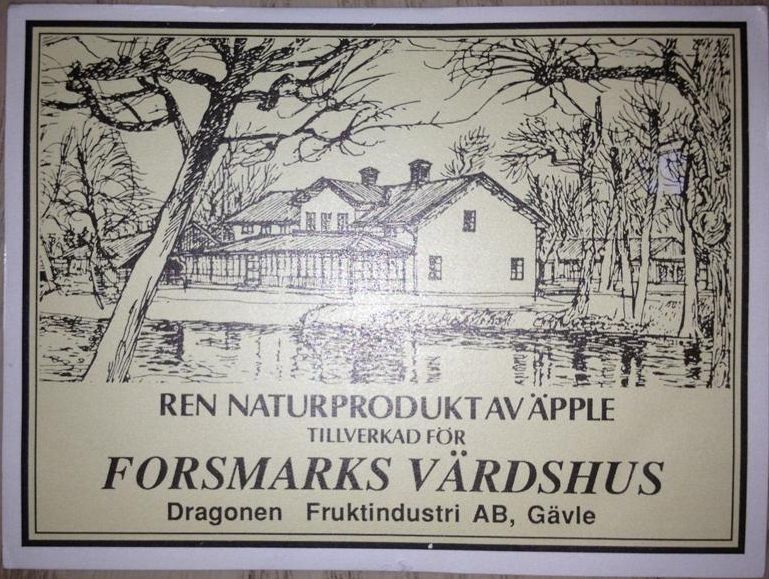 REN NATURPRODUKT AV ÄPPLE
TILLVERKAD FÖR
FORSMARKS VÄRDSHUS
Dragonen Fruktindustri AB, Gävle